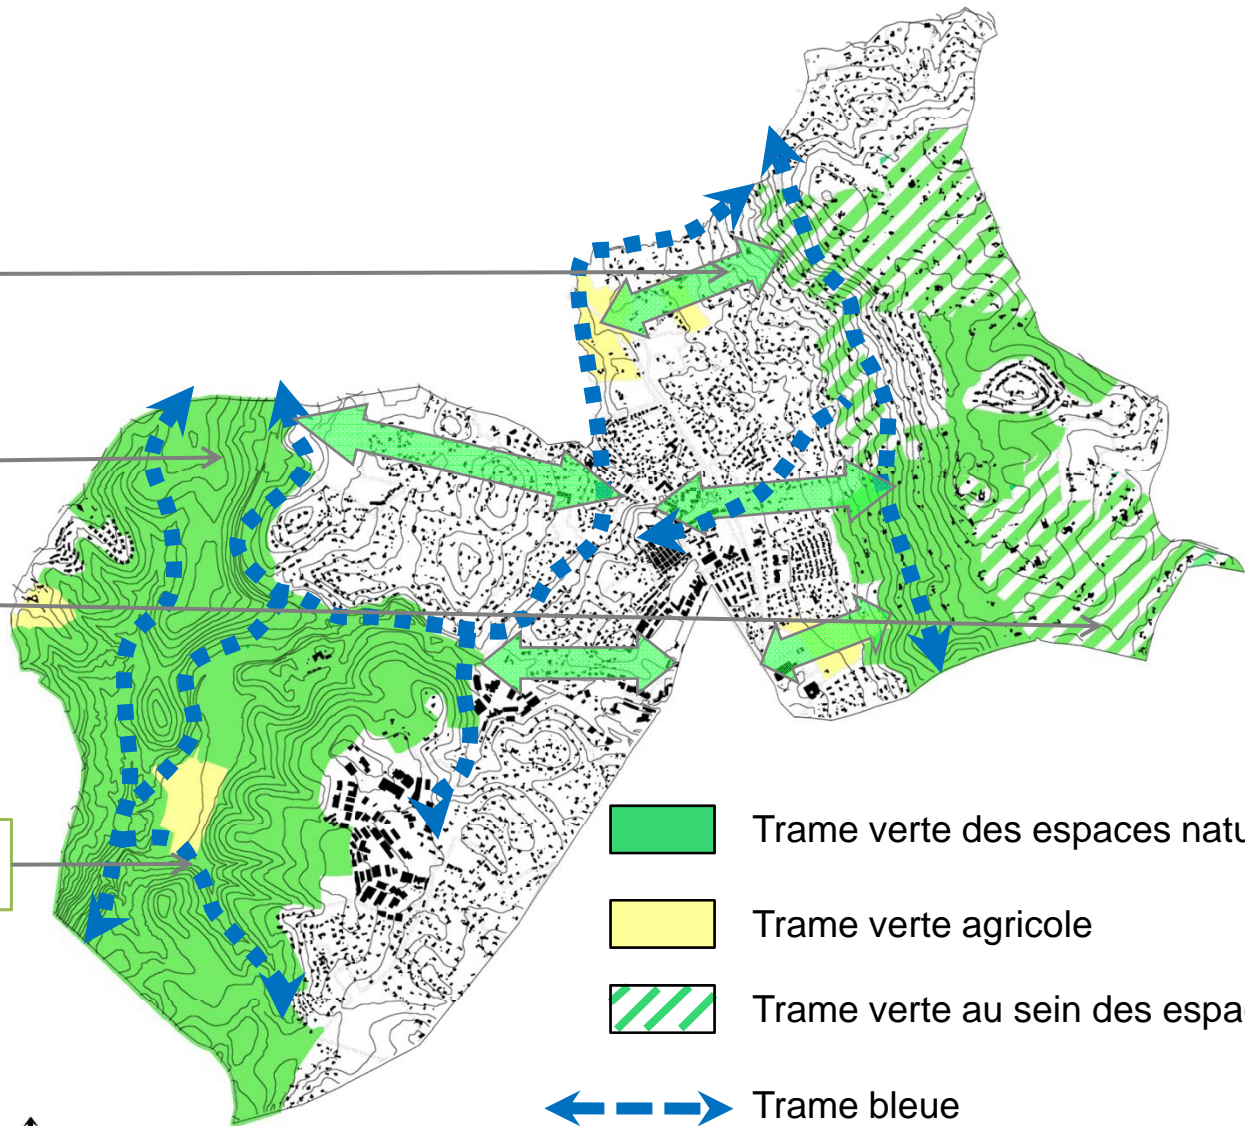 Trame verte des espaces natu
Trame verte agricole
Trame verte au sein des espa
Trame bleue